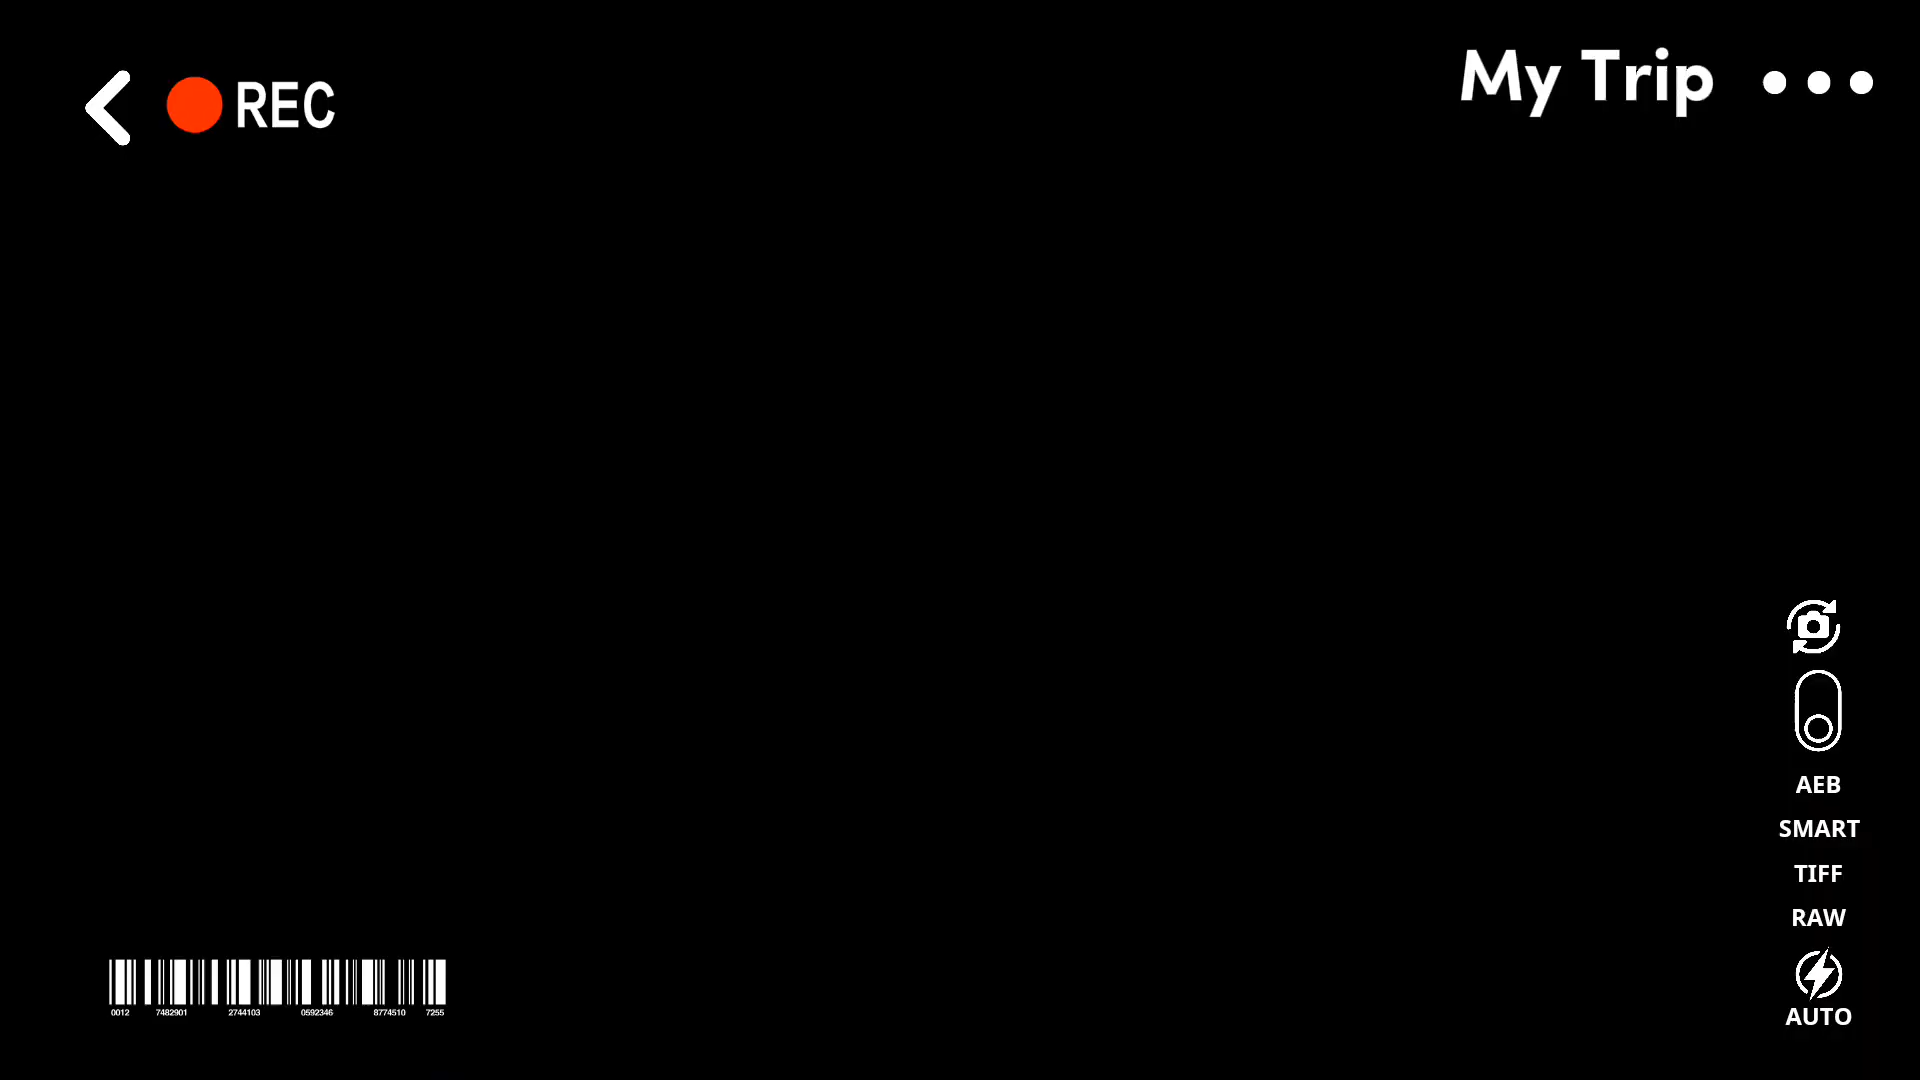 REC
My Trip
AEB
SMART
TIFF
RAW
AUTO
0012 7482901 2744103 0592346 8774510 7255